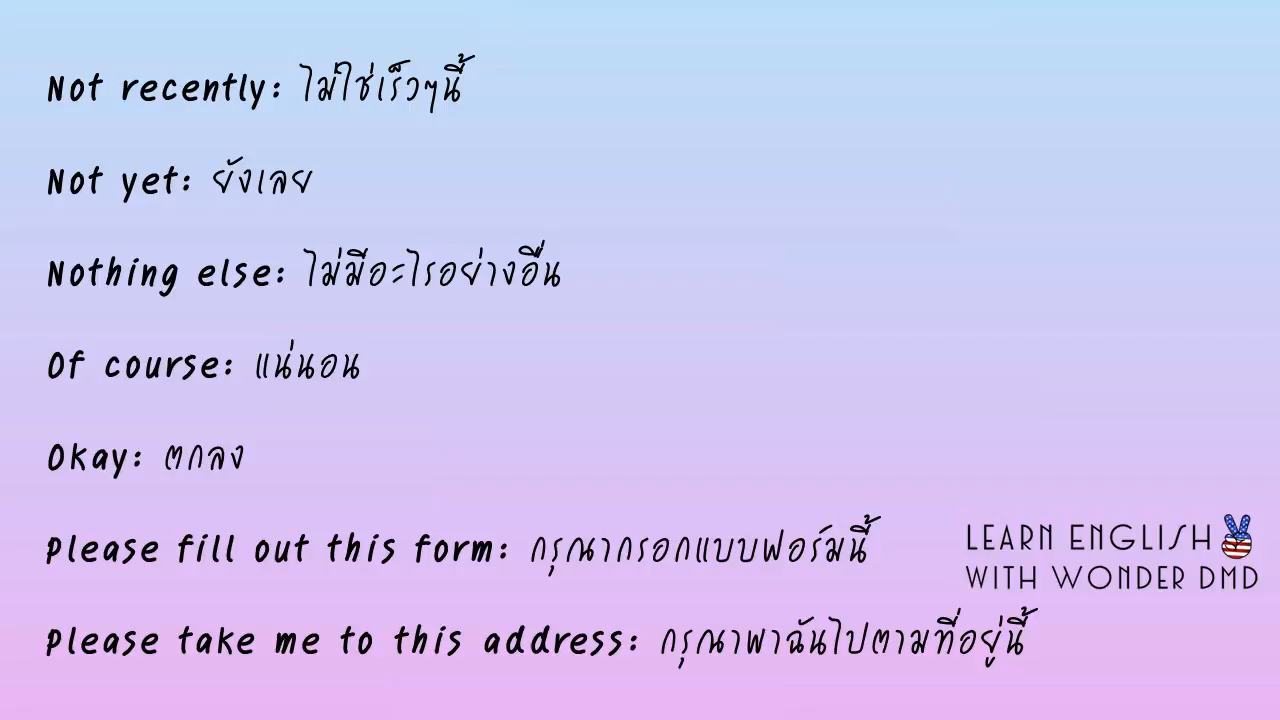 Not recently: ไม่ใช่เร็วๆนี้
Not yet: ยังเลย
Nothing else: ไม่มีอะไรอย่างอื่น
Of course: แน่นอน
Okay: ตกลง
Please fill out this form: กรุณากรอกแบบฟอร์มนี้
LEARN ENGLISH
WITH WONDER DMD
Please take me to this address: กรุณาพาฉันไปตามที่อยู่นี้